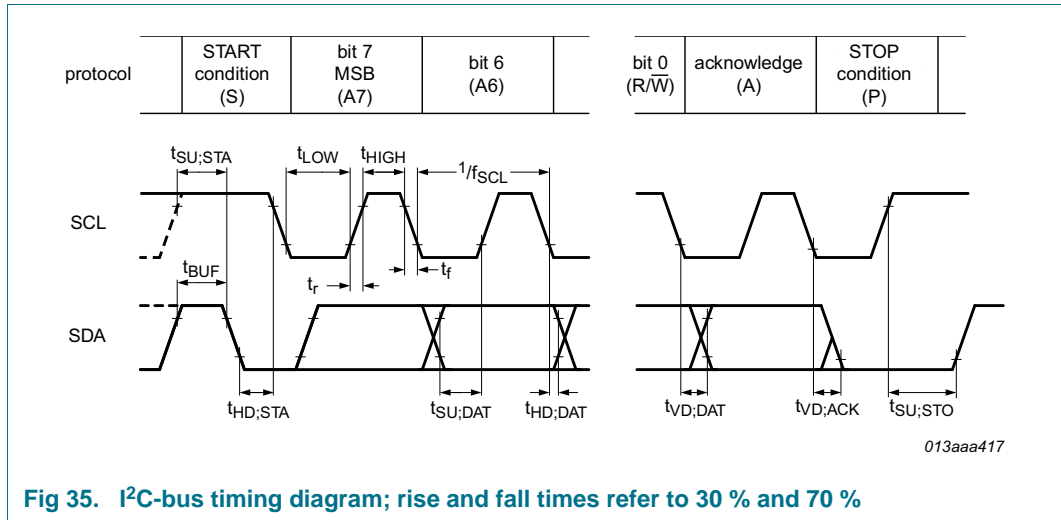 protocol
START
condition
(S)
bit 7
MSB
(A7)
bit 6
(A6)
bit 0
(R/W̅)
acknowledge
(A)
STOP
condition
(P)
tSU;STA
tLOW
tHIGH
1/fSCL
SCL
tBUF
tr
tf
SDA
tHD;STA
tSU;DAT
tHD;DAT
tVD;DAT
tVD;ACK
tSU;STO
013aaa417
Fig 35. I²C-bus timing diagram; rise and fall times refer to 30 % and 70 %